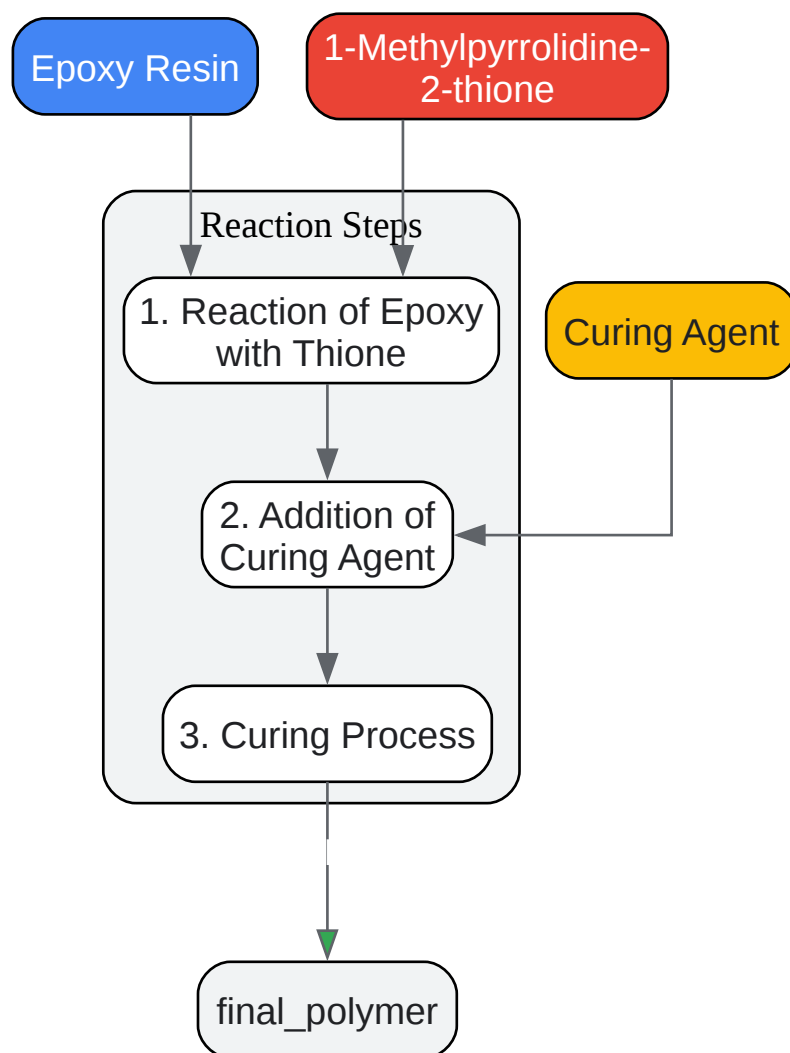 Epoxy Resin
1-Methylpyrrolidine-
2-thione
Reaction Steps
1. Reaction of Epoxy
with Thione
Curing Agent
2. Addition of
Curing Agent
3. Curing Process
final_polymer